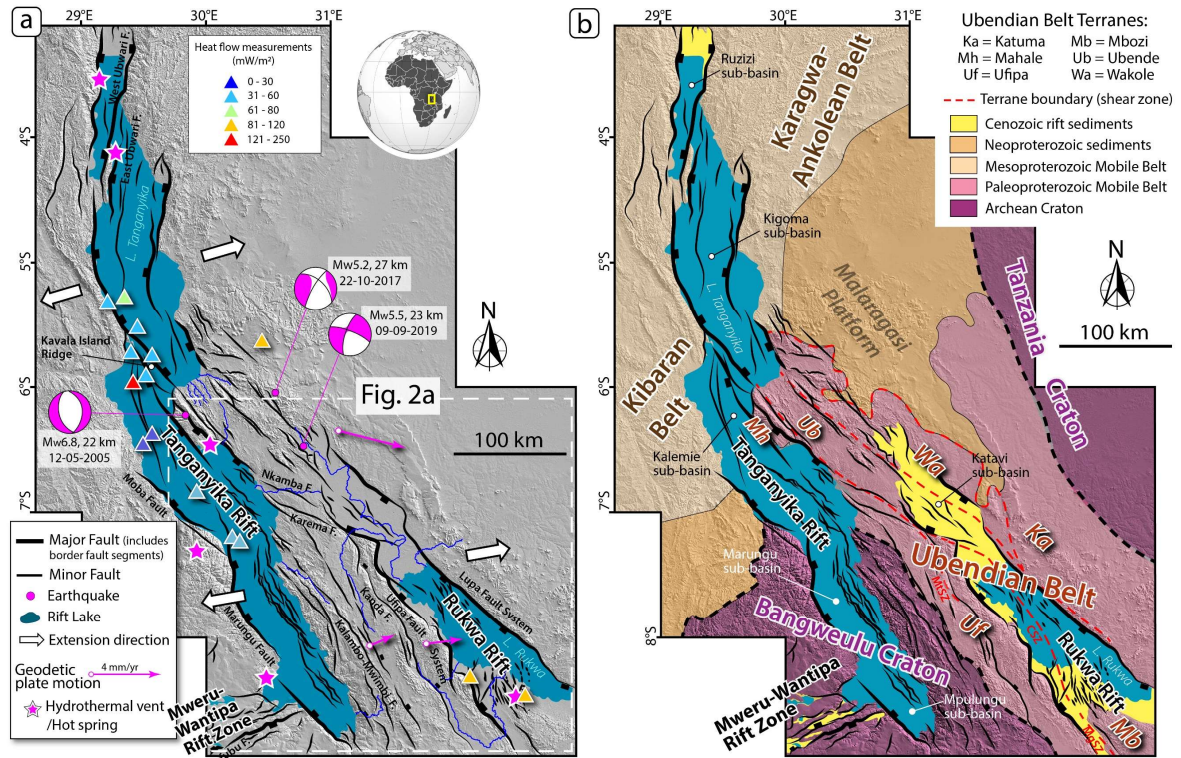 a
29°E
30°E
31°E
4°S
5°S
6°S
7°S
Heat flow measurements
(mW/m²)
0 - 30
31 - 60
61 - 80
81 - 120
121 - 250
West Ubwari F.
East Ubwari F.
L. Tanganyika
Mw5.2, 27 km
22-10-2017
Mw5.5, 23 km
09-09-2019
N
Kavala Island
Ridge
Fig. 2a
100 km
Mw6.8, 22 km
12-05-2005
Tanganyika Rift
Nkamba F.
Moba Fault
Karema F.
Lupa Fault System
Kanda F.
Ufipa Fault
System
Rukwa Rift
L. Rukwa
Marungu Fault
Kalambo-Mwimbi F.
Mweru-
Wantipa
Rift Zone
Major Fault (includes
border fault segments)
Minor Fault
Earthquake
Rift Lake
Extension direction
Geodetic
plate motion
4 mm/yr
Hydrothermal vent
/Hot spring
b
29°E
30°E
31°E
4°S
5°S
6°S
7°S
8°S
Ubendian Belt Terranes:
Ka = Katuma
Mb = Mbozi
Mh = Mahale
Ub = Ubende
Uf = Ufipa
Wa = Wakole
Terrane boundary (shear zone)
Cenozoic rift sediments
Neoproterozoic sediments
Mesoproterozoic Mobile Belt
Paleoproterozoic Mobile Belt
Archean Craton
Ruzizi
sub-basin
Karagwa-
Ankolean Belt
Kigoma
sub-basin
L. Tanganyika
Malaragasi
Platform
Tanzania
Craton
N
100 km
Kibaran
Belt
Kalemie
sub-basin
Mh
Ub
Wa
Katavi
sub-basin
Tanganyika Rift
Ka
Marungu
sub-basin
Ubendian Belt
MtSZ
CSZ
Uf
Bangweulu Craton
Rukwa Rift
L. Rukwa
Mweru-Wantipa
Rift Zone
Mpulungu
sub-basin
Mb